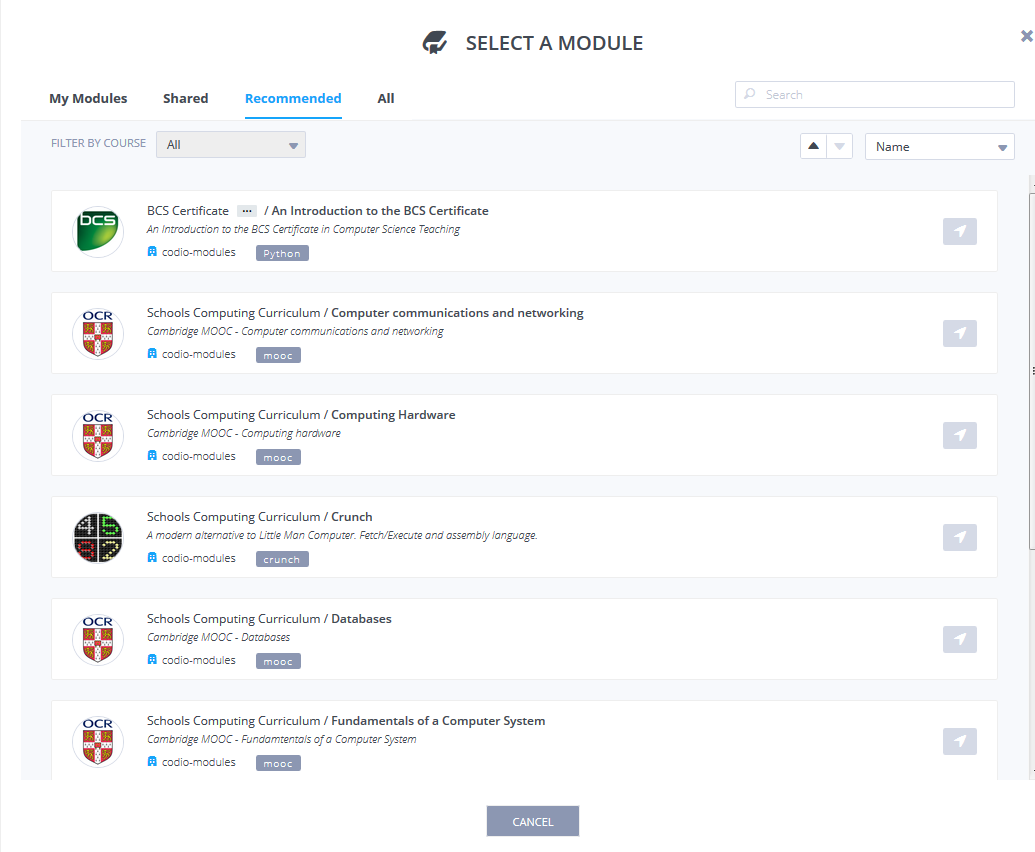 SELECT A MODULE
My Modules Shared Recommended All Search
FILTER BY COURSE All Name
bcs
BCS Certificate ... / An Introduction to the BCS Certificate
An Introduction to the BCS Certificate in Computer Science Teaching
codio-modules Python
OCR
Schools Computing Curriculum / Computer communications and networking
Cambridge MOOC - Computer communications and networking
codio-modules mooc
OCR
Schools Computing Curriculum / Computing Hardware
Cambridge MOOC - Computing hardware
codio-modules mooc
45
92
Schools Computing Curriculum / Crunch
A modern alternative to Little Man Computer. Fetch/Execute and assembly language.
codio-modules crunch
OCR
Schools Computing Curriculum / Databases
Cambridge MOOC - Databases
codio-modules mooc
OCR
Schools Computing Curriculum / Fundamentals of a Computer System
Cambridge MOOC - Fundamtentals of a Computer System
codio-modules mooc
CANCEL